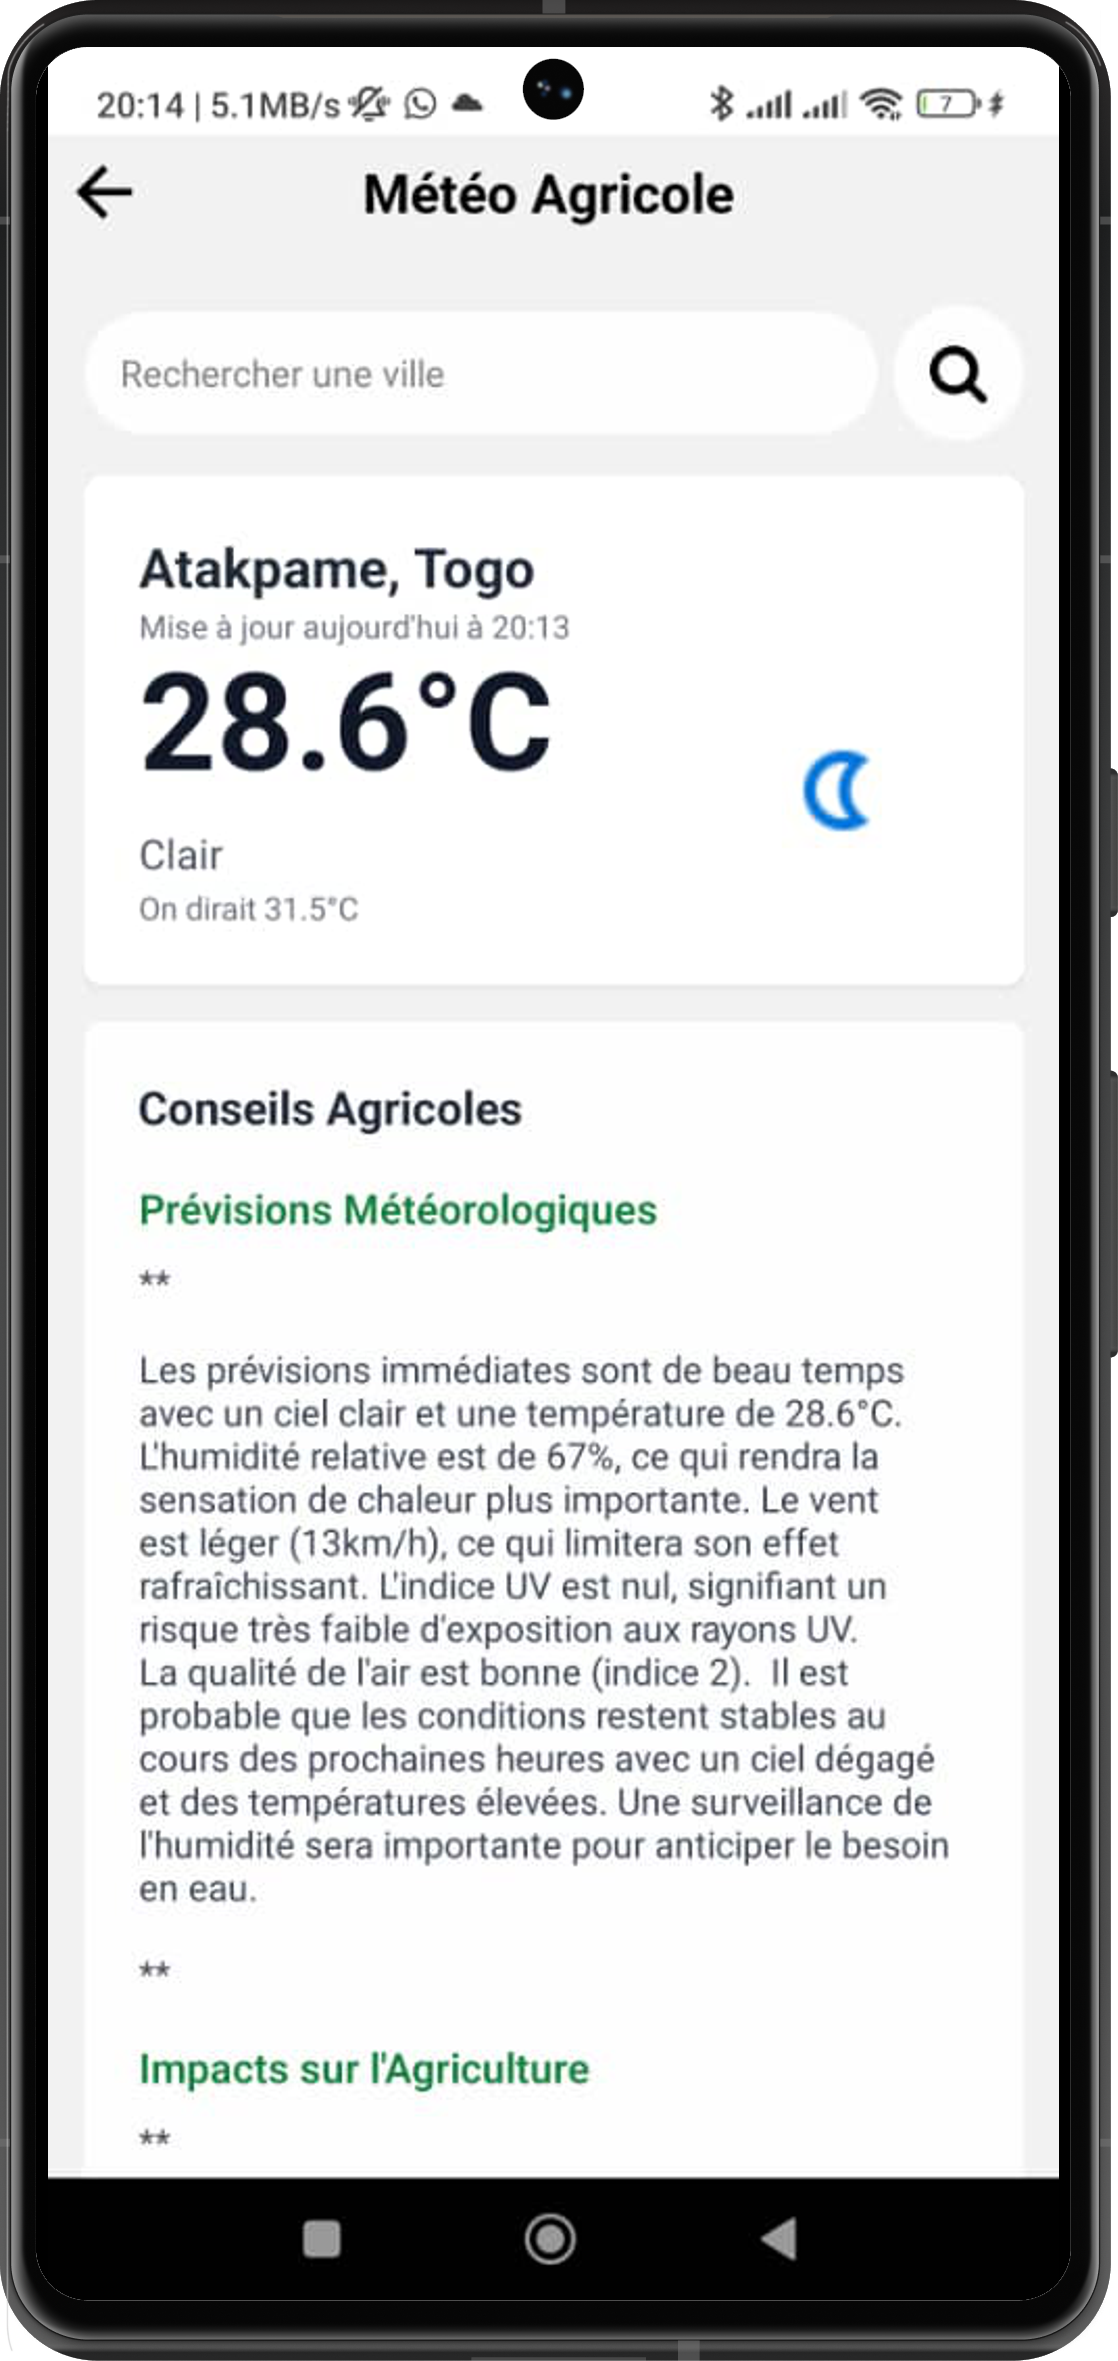 20:14 | 5.1MB/s
7
Météo Agricole
Rechercher une ville
Atakpame, Togo
Mise à jour aujourd'hui à 20:13
28.6°C
Clair
On dirait 31.5°C
Conseils Agricoles
Prévisions Météorologiques
**
Les prévisions immédiates sont de beau temps
avec un ciel clair et une température de 28.6°C.
L'humidité relative est de 67%, ce qui rendra la
sensation de chaleur plus importante. Le vent
est léger (13km/h), ce qui limitera son effet
rafraîchissant. L'indice UV est nul, signifiant un
risque très faible d'exposition aux rayons UV.
La qualité de l'air est bonne (indice 2).  Il est
probable que les conditions restent stables au
cours des prochaines heures avec un ciel dégagé
et des températures élevées. Une surveillance de
l'humidité sera importante pour anticiper le besoin
en eau.
**
Impacts sur l'Agriculture
**